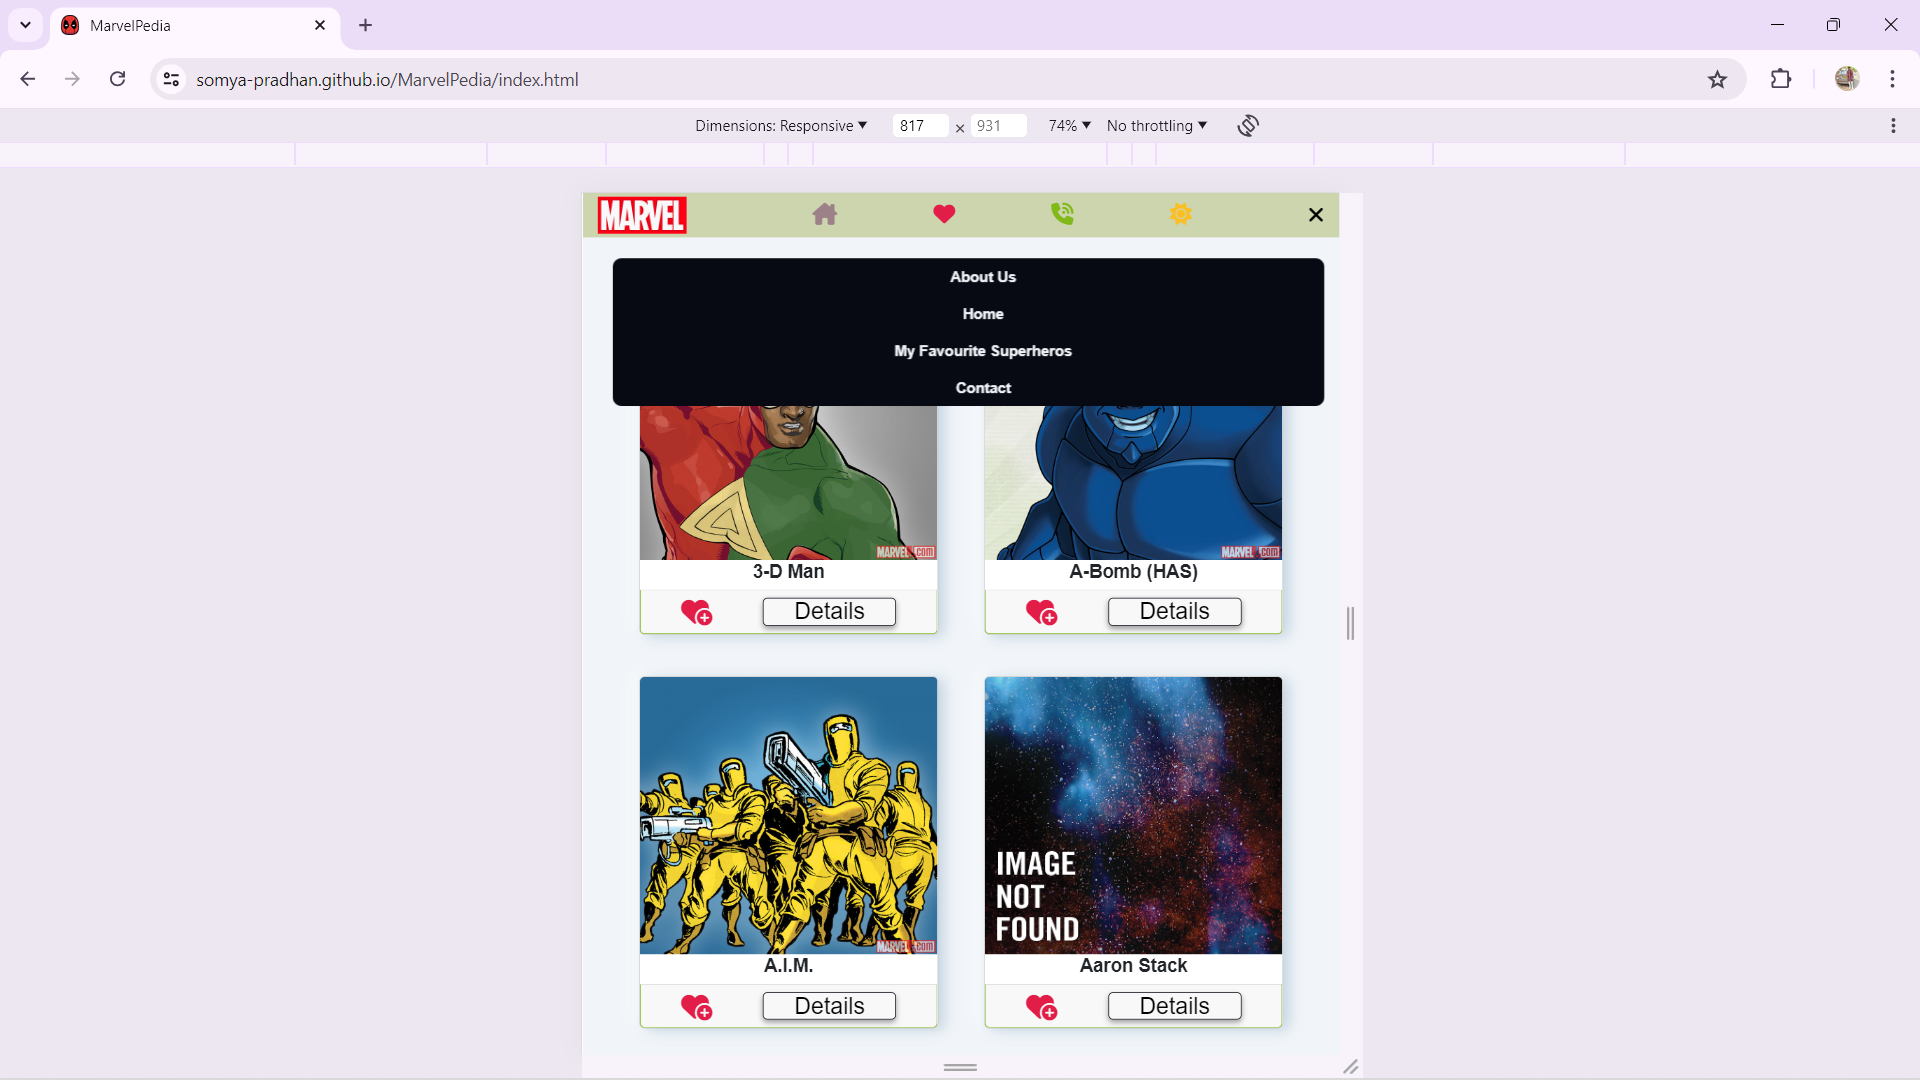 MarvelPedia
somya-pradhan.github.io/MarvelPedia/index.html
Dimensions: Responsive 817 × 931 74% No throttling
MARVEL
About Us
Home
My Favourite Superheros
Contact
MARVEL .COM MARVEL .COM
3-D Man A-Bomb (HAS)
Details Details
IMAGE
NOT
FOUND
MARVEL .COM
A.I.M. Aaron Stack
Details Details